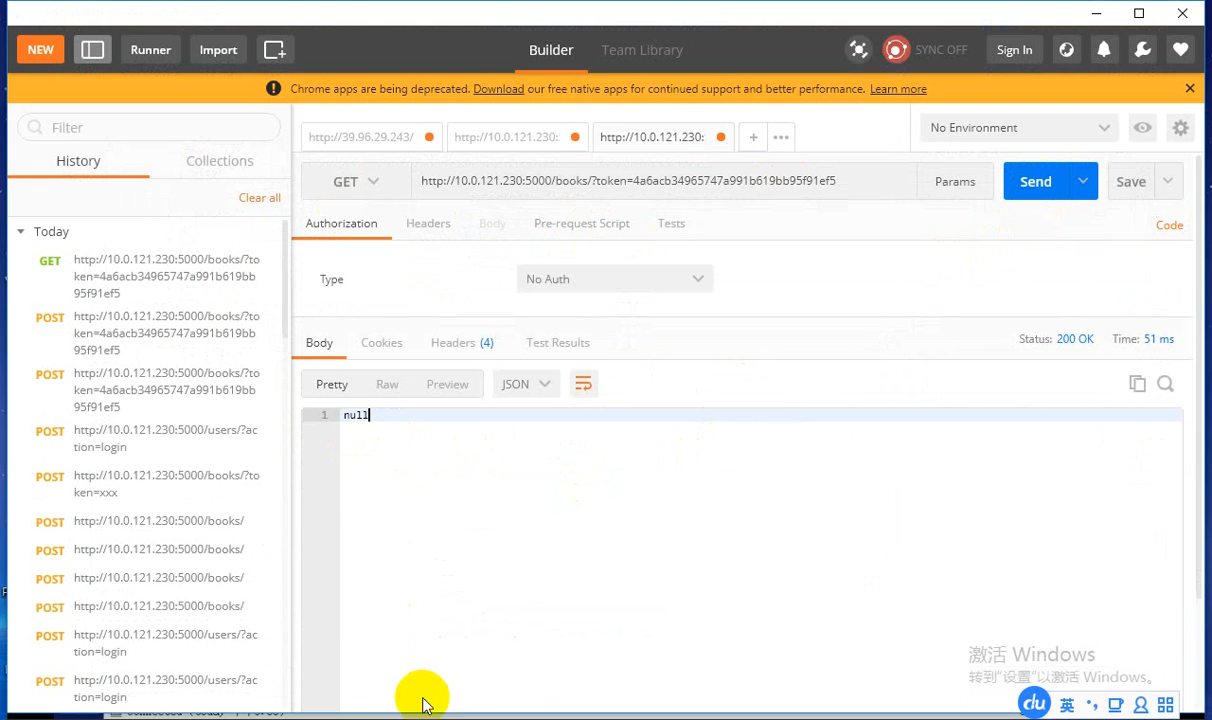 NEW
Runner
Import
Builder
Team Library
SYNC OFF
Sign In
Chrome apps are being deprecated. Download our free native apps for continued support and better performance. Learn more
Filter
History
Collections
Clear all
Today
GET http://10.0.121.230:5000/books/?to
ken=4a6acb34965747a991b619bb
95f91ef5
POST http://10.0.121.230:5000/books/?to
ken=4a6acb34965747a991b619bb
95f91ef5
POST http://10.0.121.230:5000/books/?to
ken=4a6acb34965747a991b619bb
95f91ef5
POST http://10.0.121.230:5000/users/?ac
tion=login
POST http://10.0.121.230:5000/books/?to
ken=xxx
POST http://10.0.121.230:5000/books/
POST http://10.0.121.230:5000/books/
POST http://10.0.121.230:5000/books/
POST http://10.0.121.230:5000/books/
POST http://10.0.121.230:5000/users/?ac
tion=login
POST http://10.0.121.230:5000/users/?ac
tion=login
http://39.96.29.243/
http://10.0.121.230:
http://10.0.121.230:
No Environment
GET
http://10.0.121.230:5000/books/?token=4a6acb34965747a991b619bb95f91ef5
Params
Send
Save
Authorization
Headers
Body
Pre-request Script
Tests
Code
Type
No Auth
Body
Cookies
Headers (4)
Test Results
Status: 200 OK
Time: 51 ms
Pretty
Raw
Preview
JSON
1 null
激活 Windows
转到"设置"以激活 Windows。
du 英